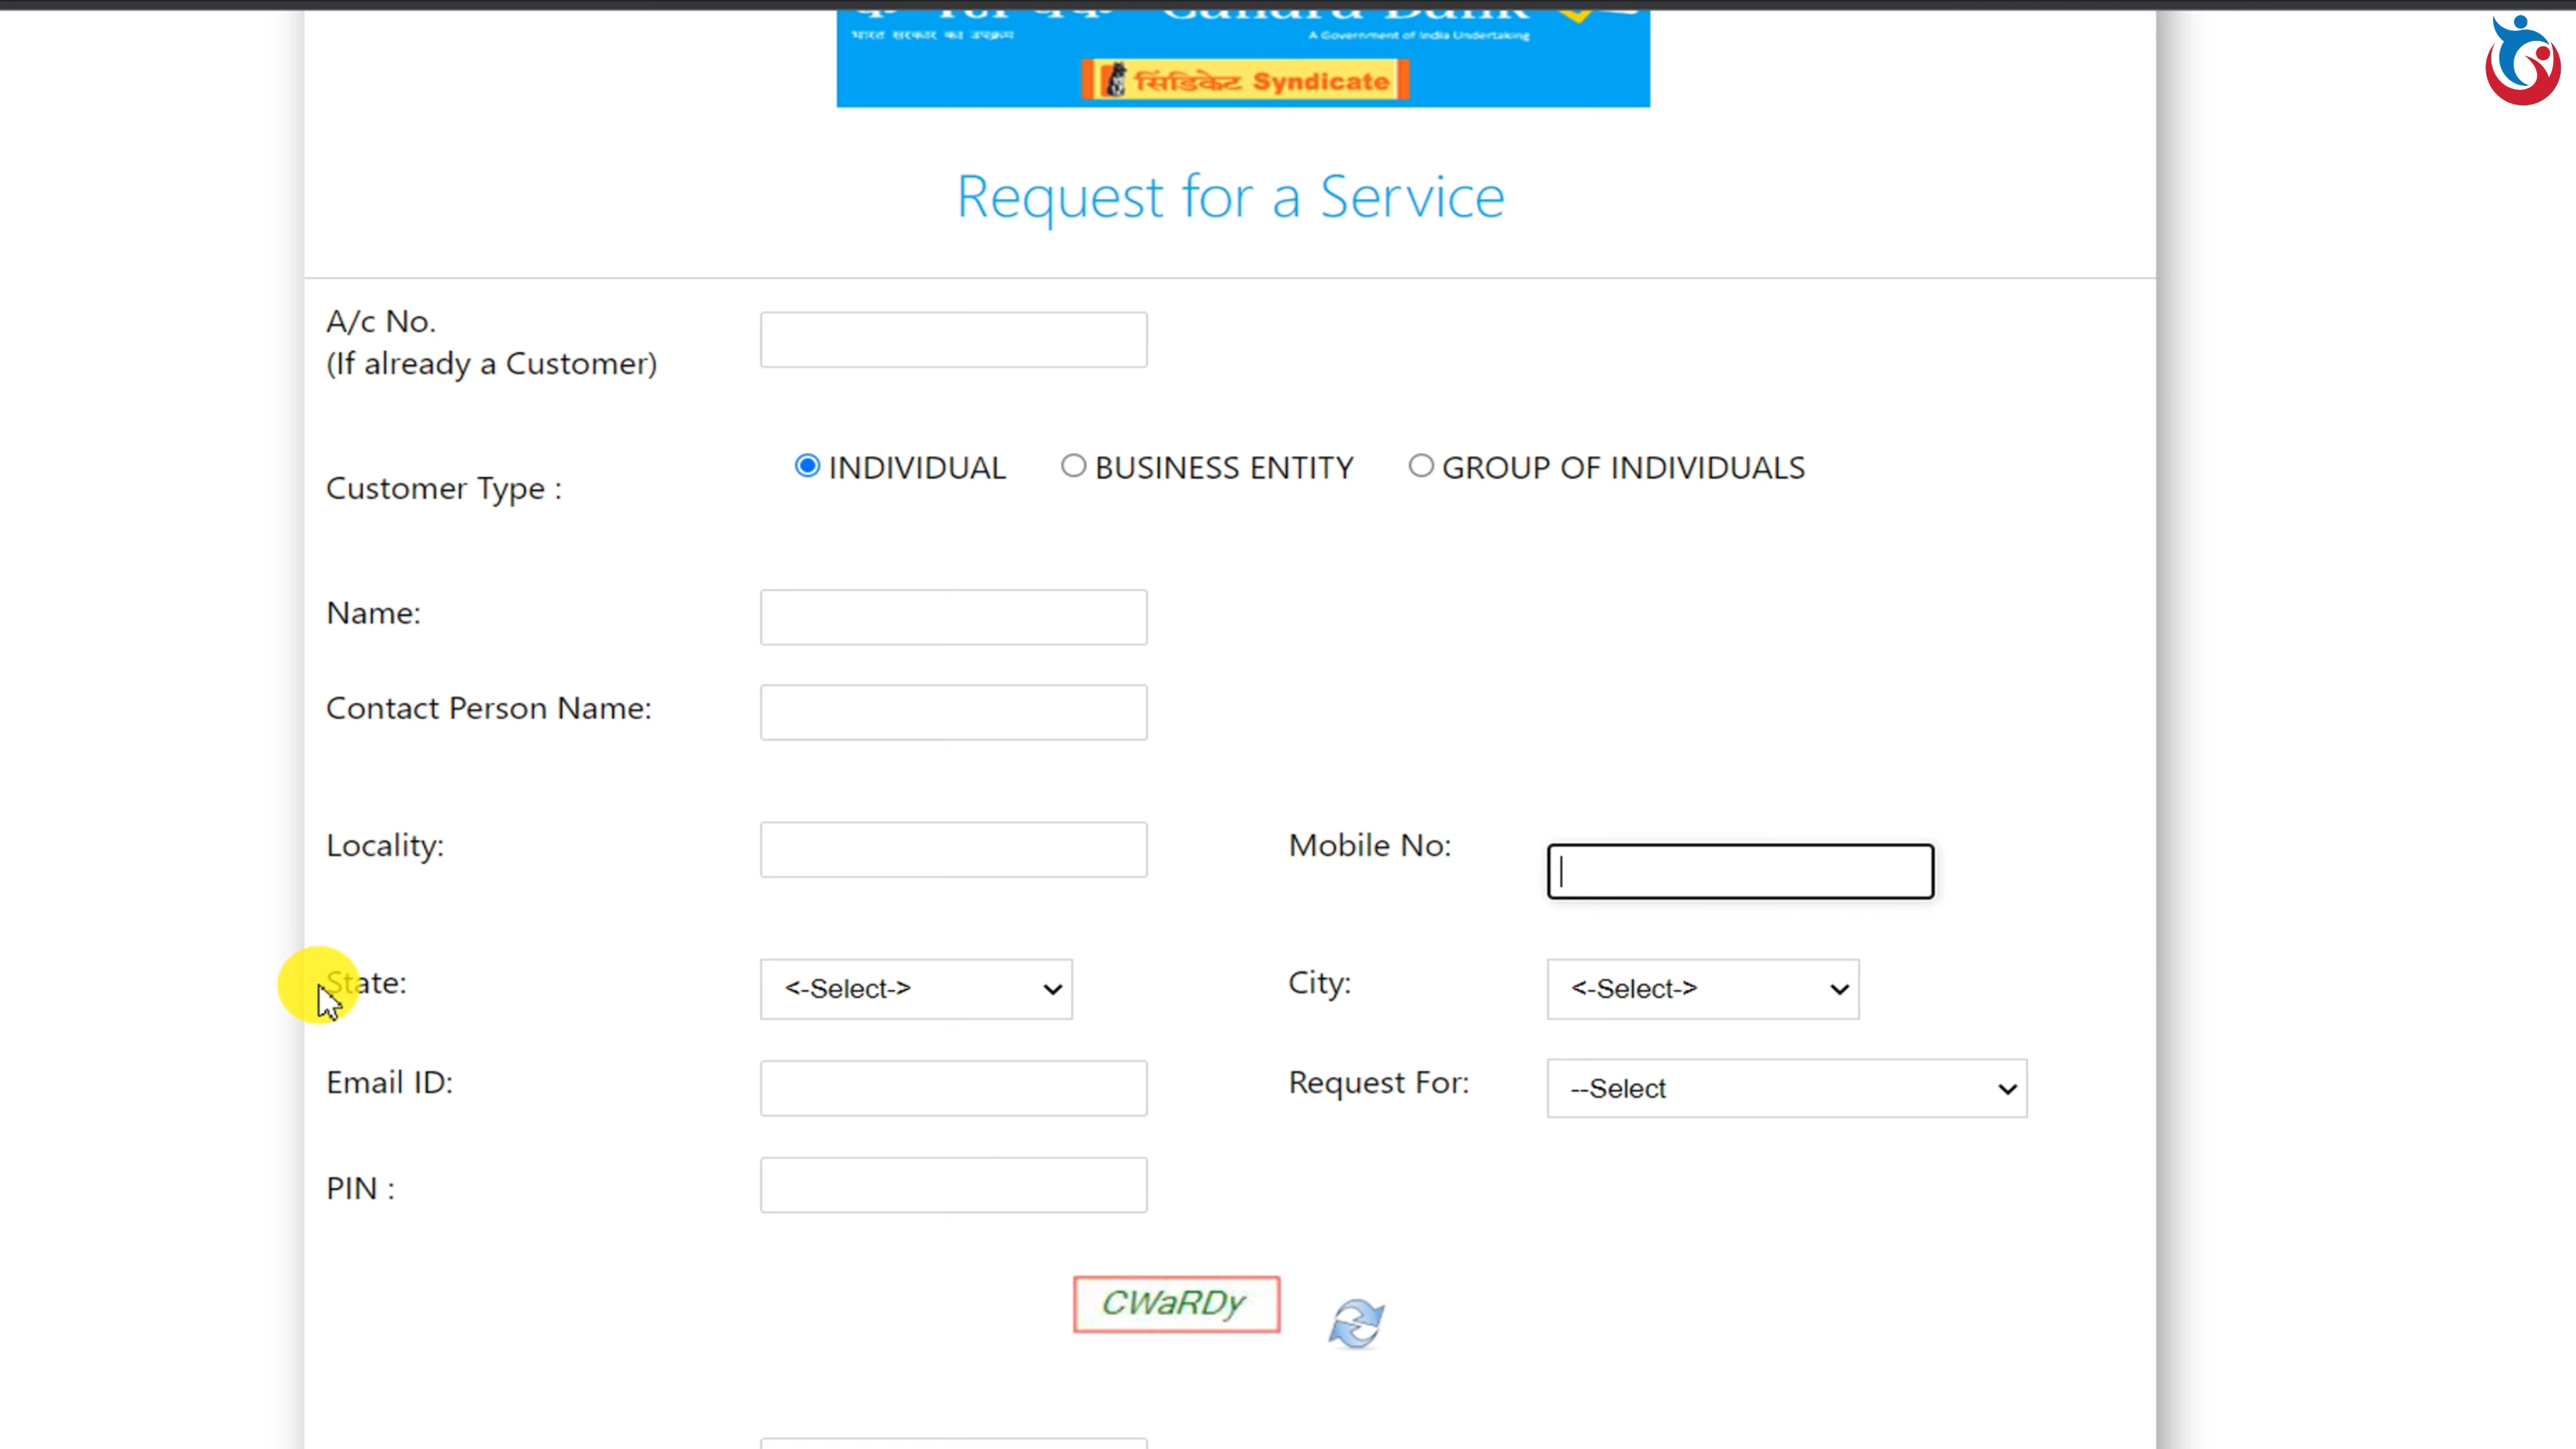 Canara Bank
भारत सरकार का उपक्रम
A Government of India Undertaking
सिंडिकेट Syndicate
Request for a Service
A/c No.
(If already a Customer)
Customer Type :
INDIVIDUAL
BUSINESS ENTITY
GROUP OF INDIVIDUALS
Name:
Contact Person Name:
Locality:
Mobile No:
State:
<-Select->
City:
<-Select->
Email ID:
Request For:
--Select
PIN :
CWaRDy